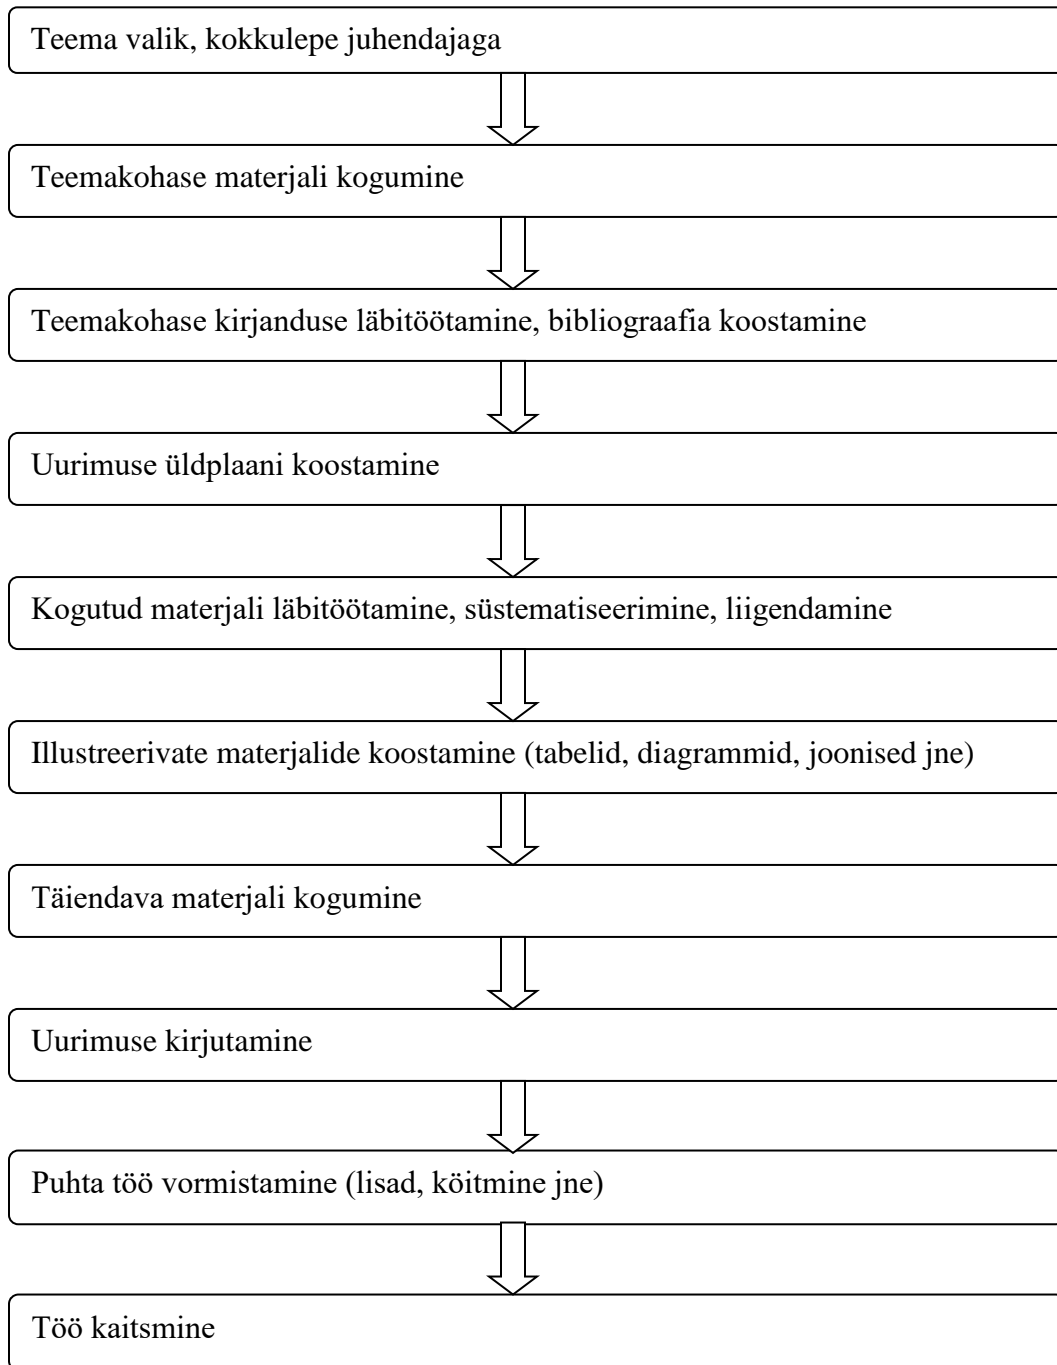 Teema valik, kokkulepe juhendajaga
Teemakohase materjali kogumine
Teemakohase kirjanduse läbitöötamine, bibliograafia koostamine
Uurimuse üldplaani koostamine
Kogutud materjali läbitöötamine, süstematiseerimine, liigendamine
Illustreerivate materjalide koostamine (tabelid, diagrammid, joonised jne)
Täiendava materjali kogumine
Uurimuse kirjutamine
Puhta töö vormistamine (lisad, köitmine jne)
Töö kaitsmine